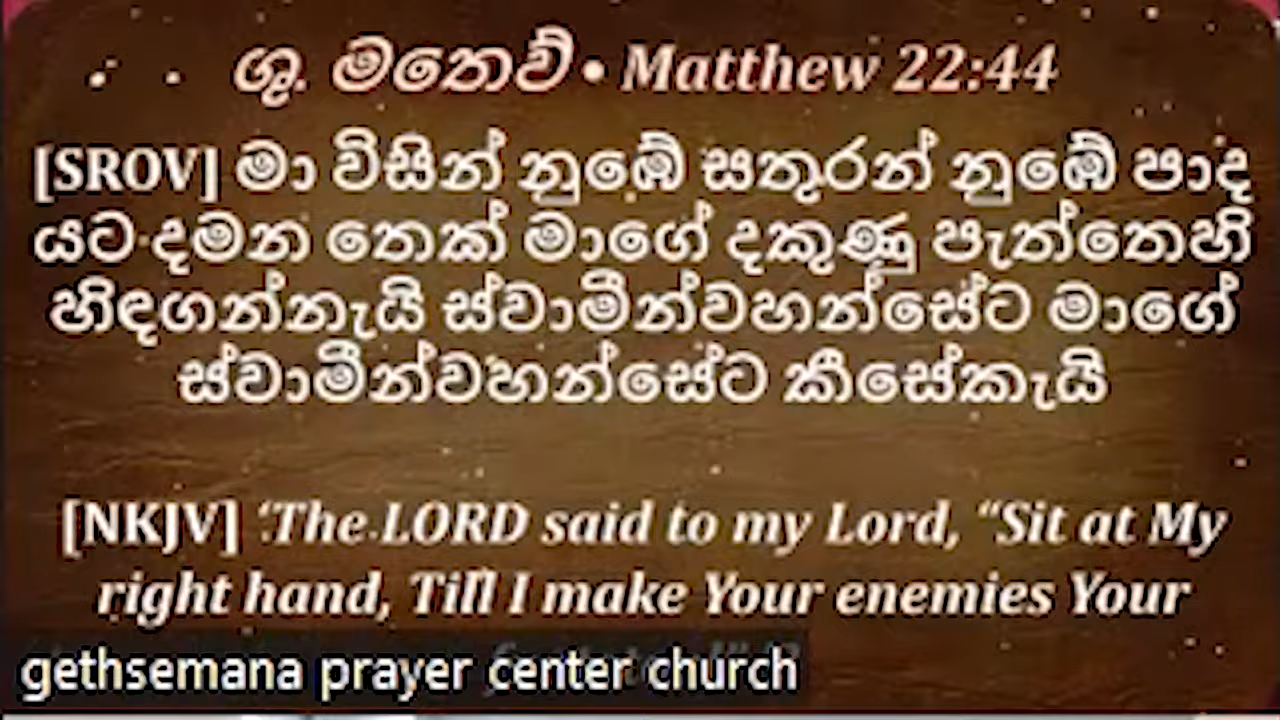 ශු. මතෙව් • Matthew 22:44
[SROV] මා විසින් නුඹේ සතුරන් නුඹේ පාද
යට දමන තෙක් මාගේ දකුණු පැත්තෙහි
හිඳගන්නැයි ස්වාමීන්වහන්සේට මාගේ
ස්වාමීන්වහන්සේට කීසේකැයි
[NKJV] ‘The LORD said to my Lord, “Sit at My
right hand, Till I make Your enemies Your
gethsemana prayer center church